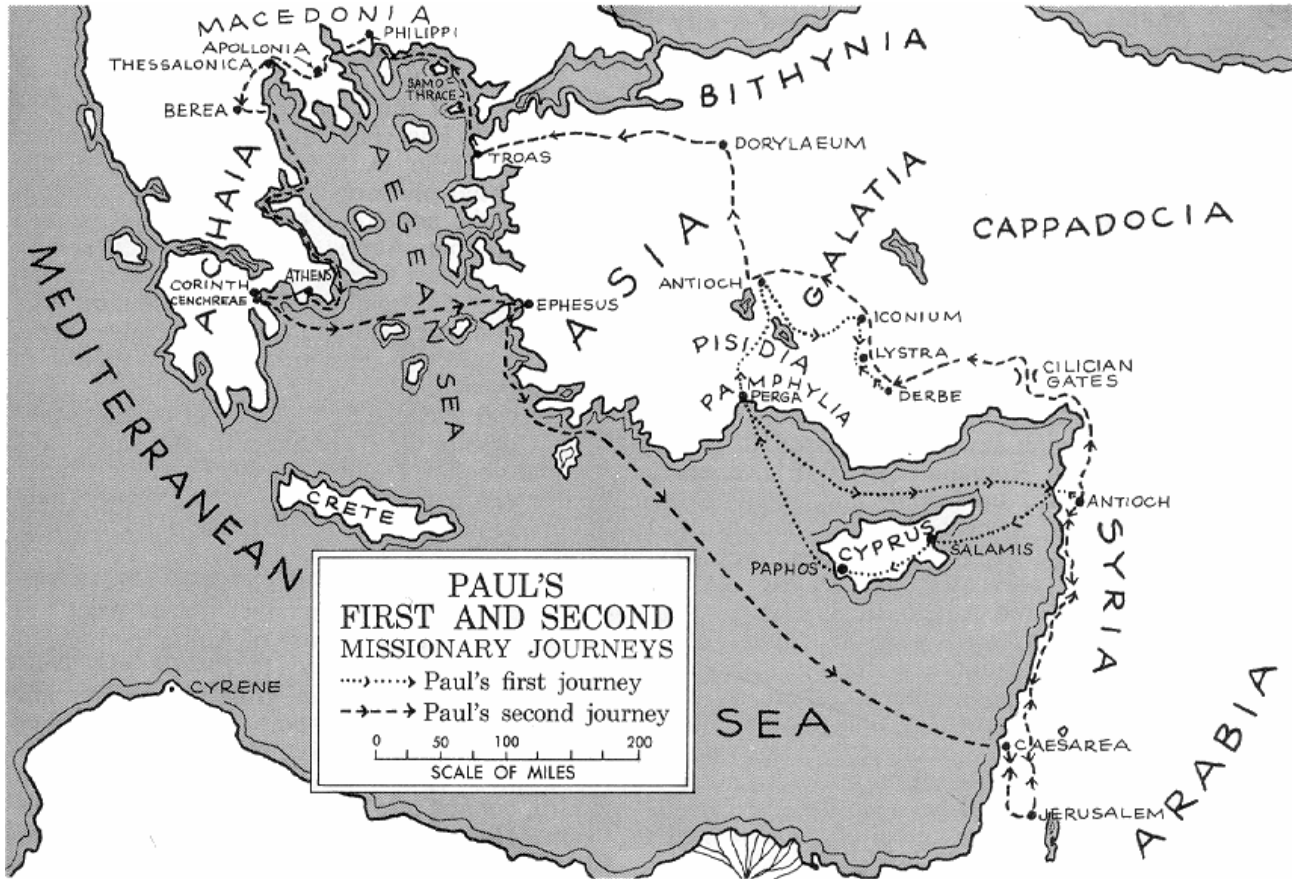 MACEDONIA
PHILIPPI
APOLLONIA
THESSALONICA
SAMO-
THRACE
BEREA
BITHYNIA
TROAS
DORYLAEUM
ACHAIA
AEGEAN
SEA
ASIA
GALATIA
CAPPADOCIA
ATHENS
CORINTH
CENCHREAE
EPHESUS
ANTIOCH
ICONIUM
PISIDIA
LYSTRA
CILICIAN
GATES
DERBE
PAMPHYLIA
PERGA
MEDITERRANEAN
SEA
CRETE
ANTIOCH
SYRIA
CYPRUS
SALAMIS
PAPHOS
CYRENE
CAESAREA
JERUSALEM
ARABIA
PAUL'S
FIRST AND SECOND
MISSIONARY JOURNEYS
Paul's first journey
Paul's second journey
0 50 100 200
SCALE OF MILES